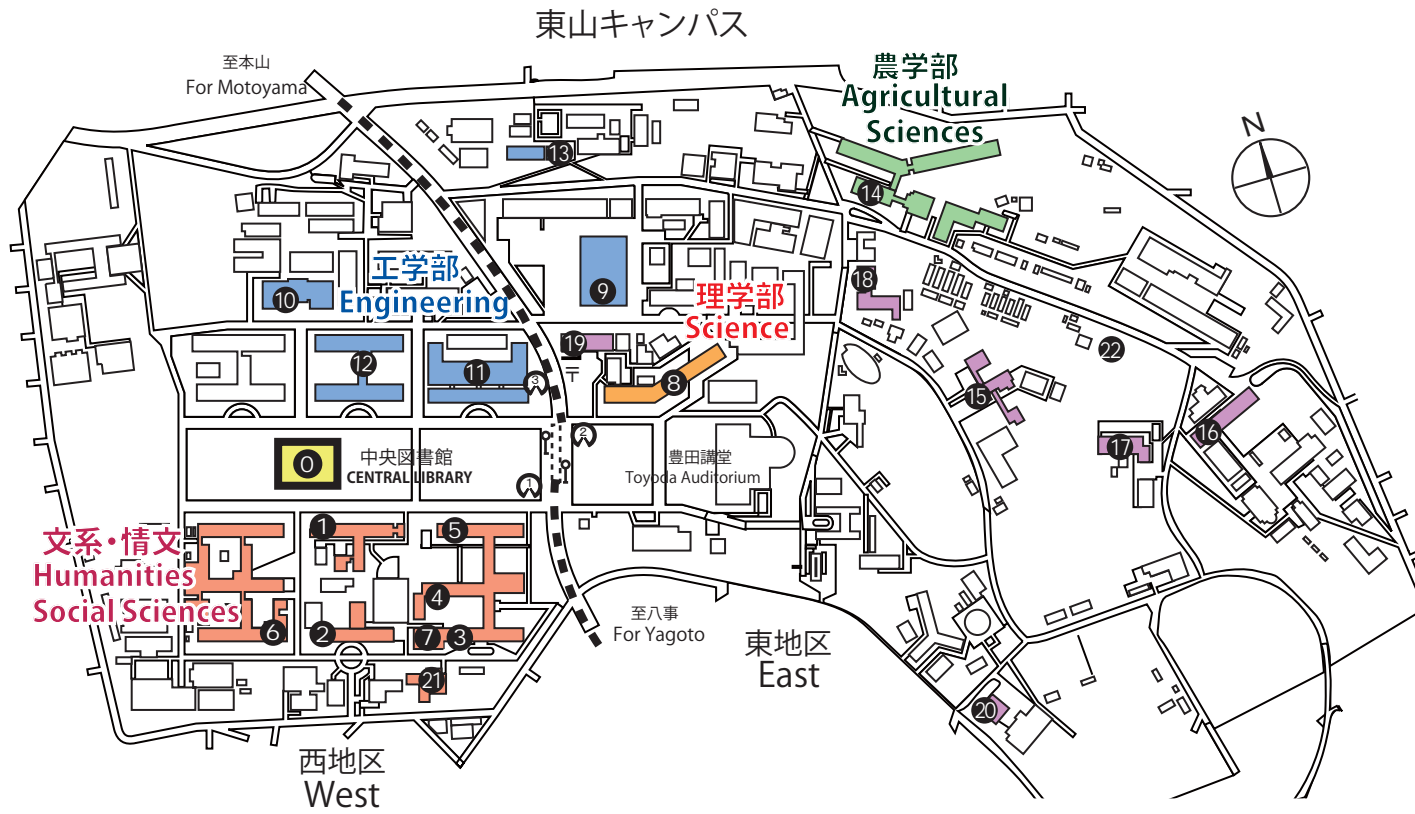 東山キャンパス
至本山
For Motoyama
農学部
Agricultural
Sciences
N
13
14
工学部
Engineering
10
9
18
理学部
Science
19
22
12
11
3
〒
8
15
2
0
中央図書館
CENTRAL LIBRARY
豊田講堂
Toyoda Auditorium
17
16
1
文系・情文
Humanities
Social Sciences
1
5
4
6
2
7
3
至八事
For Yagoto
東地区
East
21
20
西地区
West